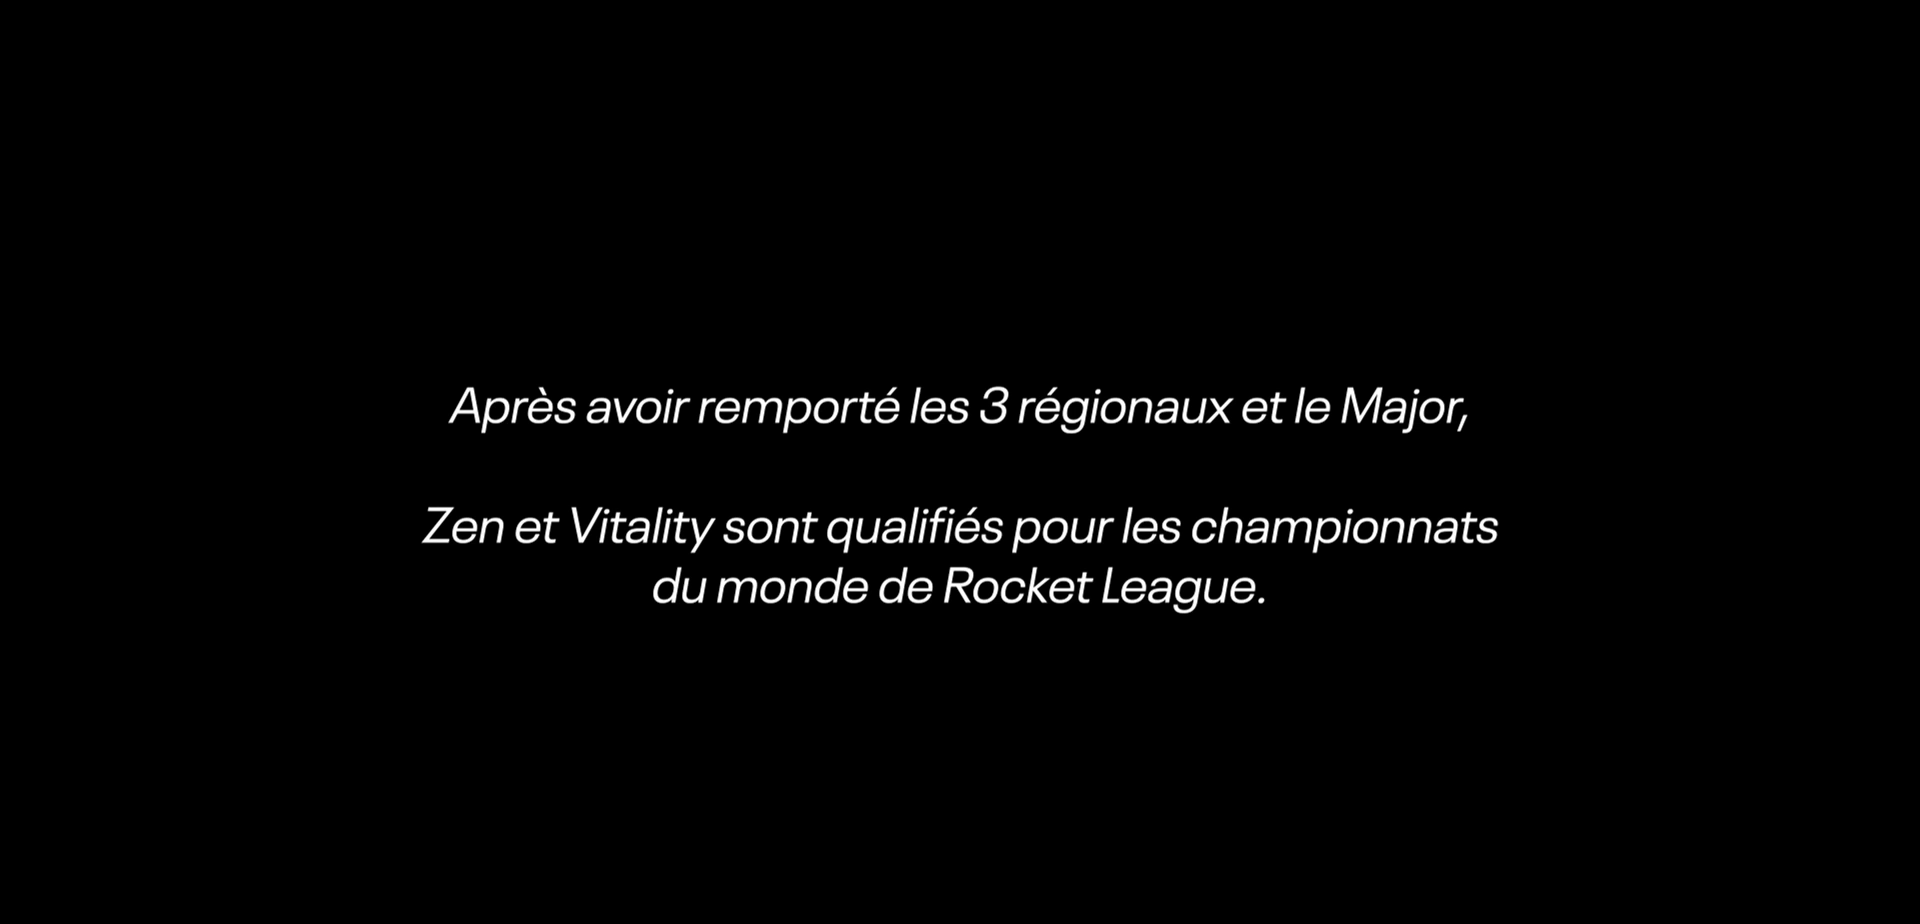 Après avoir remporté les 3 régionaux et le Major,
Zen et Vitality sont qualifiés pour les championnats
du monde de Rocket League.